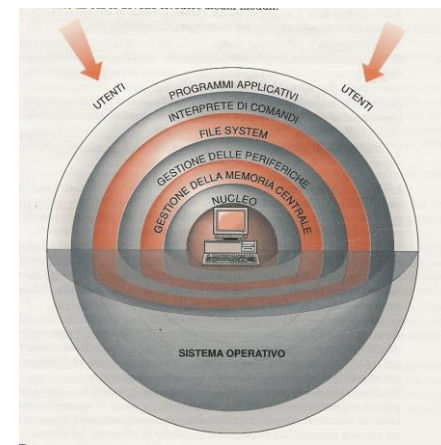 UTENTI
UTENTI
PROGRAMMI APPLICATIVI
INTERPRETE DI COMANDI
FILE SYSTEM
GESTIONE DELLE PERIFERICHE
GESTIONE DELLA MEMORIA CENTRALE
NUCLEO
SISTEMA OPERATIVO